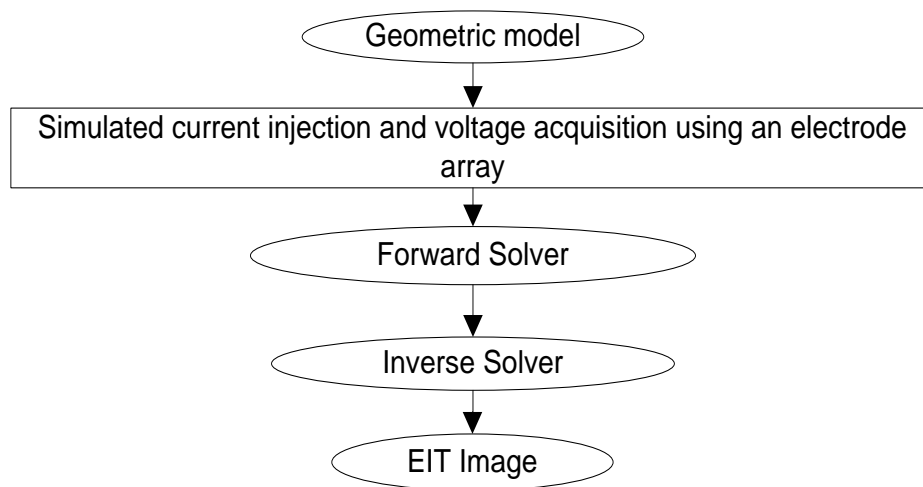 Geometric model
Simulated current injection and voltage acquisition using an electrode
array
Forward Solver
Inverse Solver
EIT Image